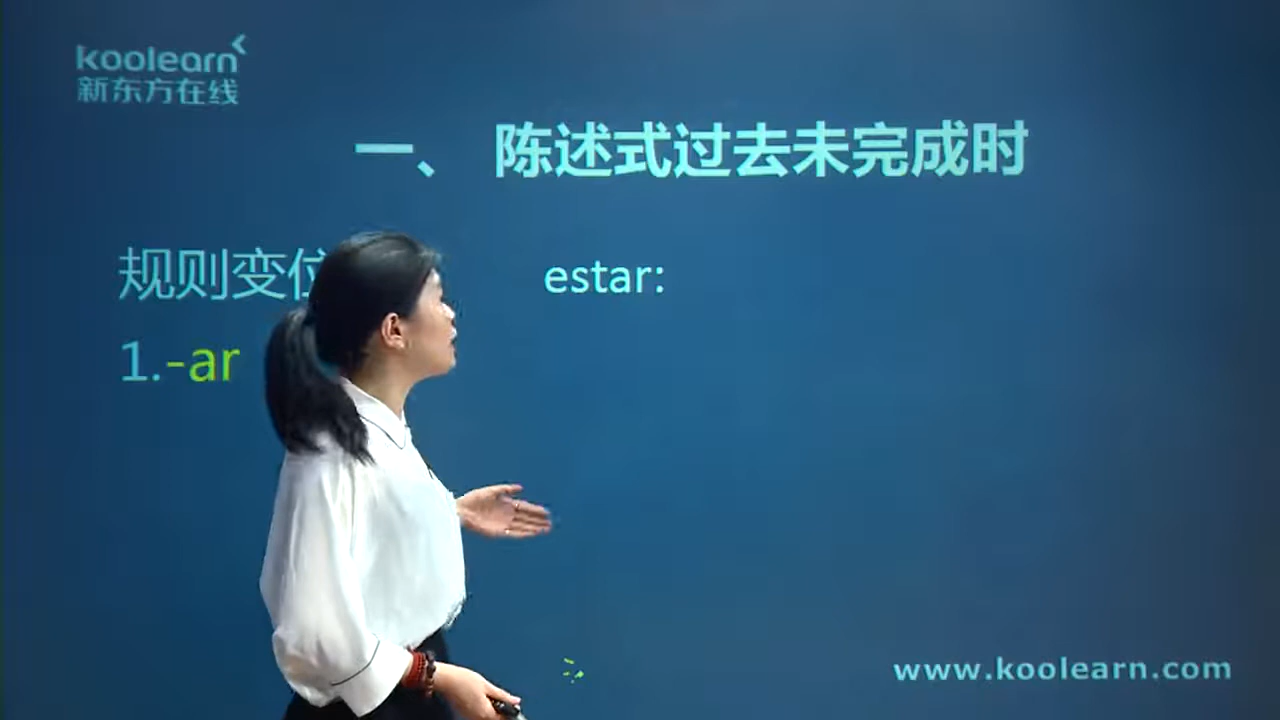 koolearn
新东方在线
一、 陈述式过去未完成时
规则变位
estar:
1.-ar
www.koolearn.com